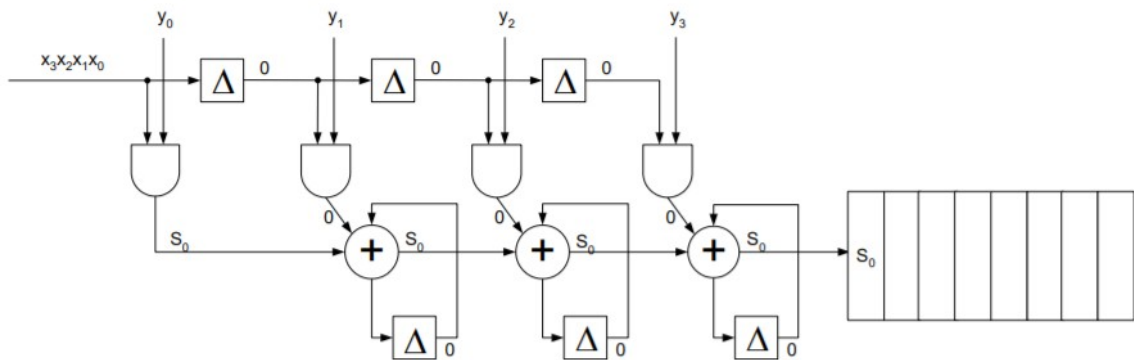 y₀ y₁ y₂ y₃
x₃x₂x₁x₀ Δ 0 Δ 0 Δ 0
0 0 0
S₀ + S₀ + S₀ + S₀ S₀
Δ 0 Δ 0 Δ 0